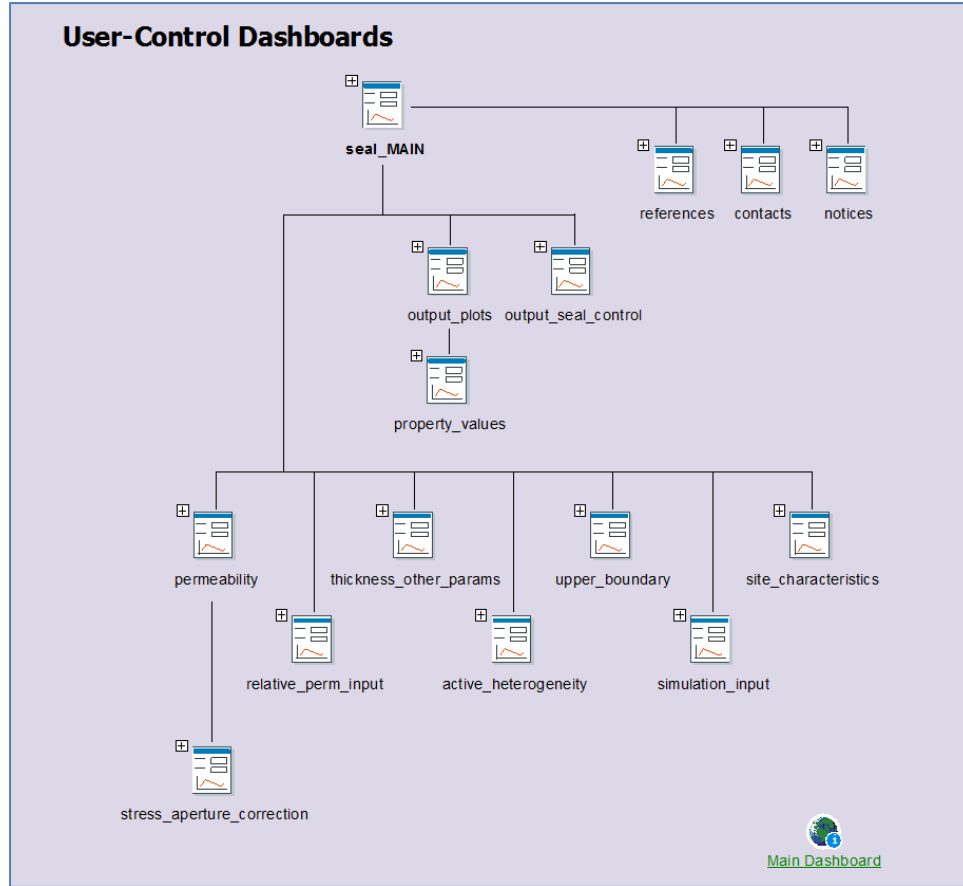 User-Control Dashboards
seal_MAIN
references contacts notices
output_plots output_seal_control
property_values
permeability thickness_other_params upper_boundary site_characteristics
relative_perm_input active_heterogeneity simulation_input
stress_aperture_correction
1
Main Dashboard